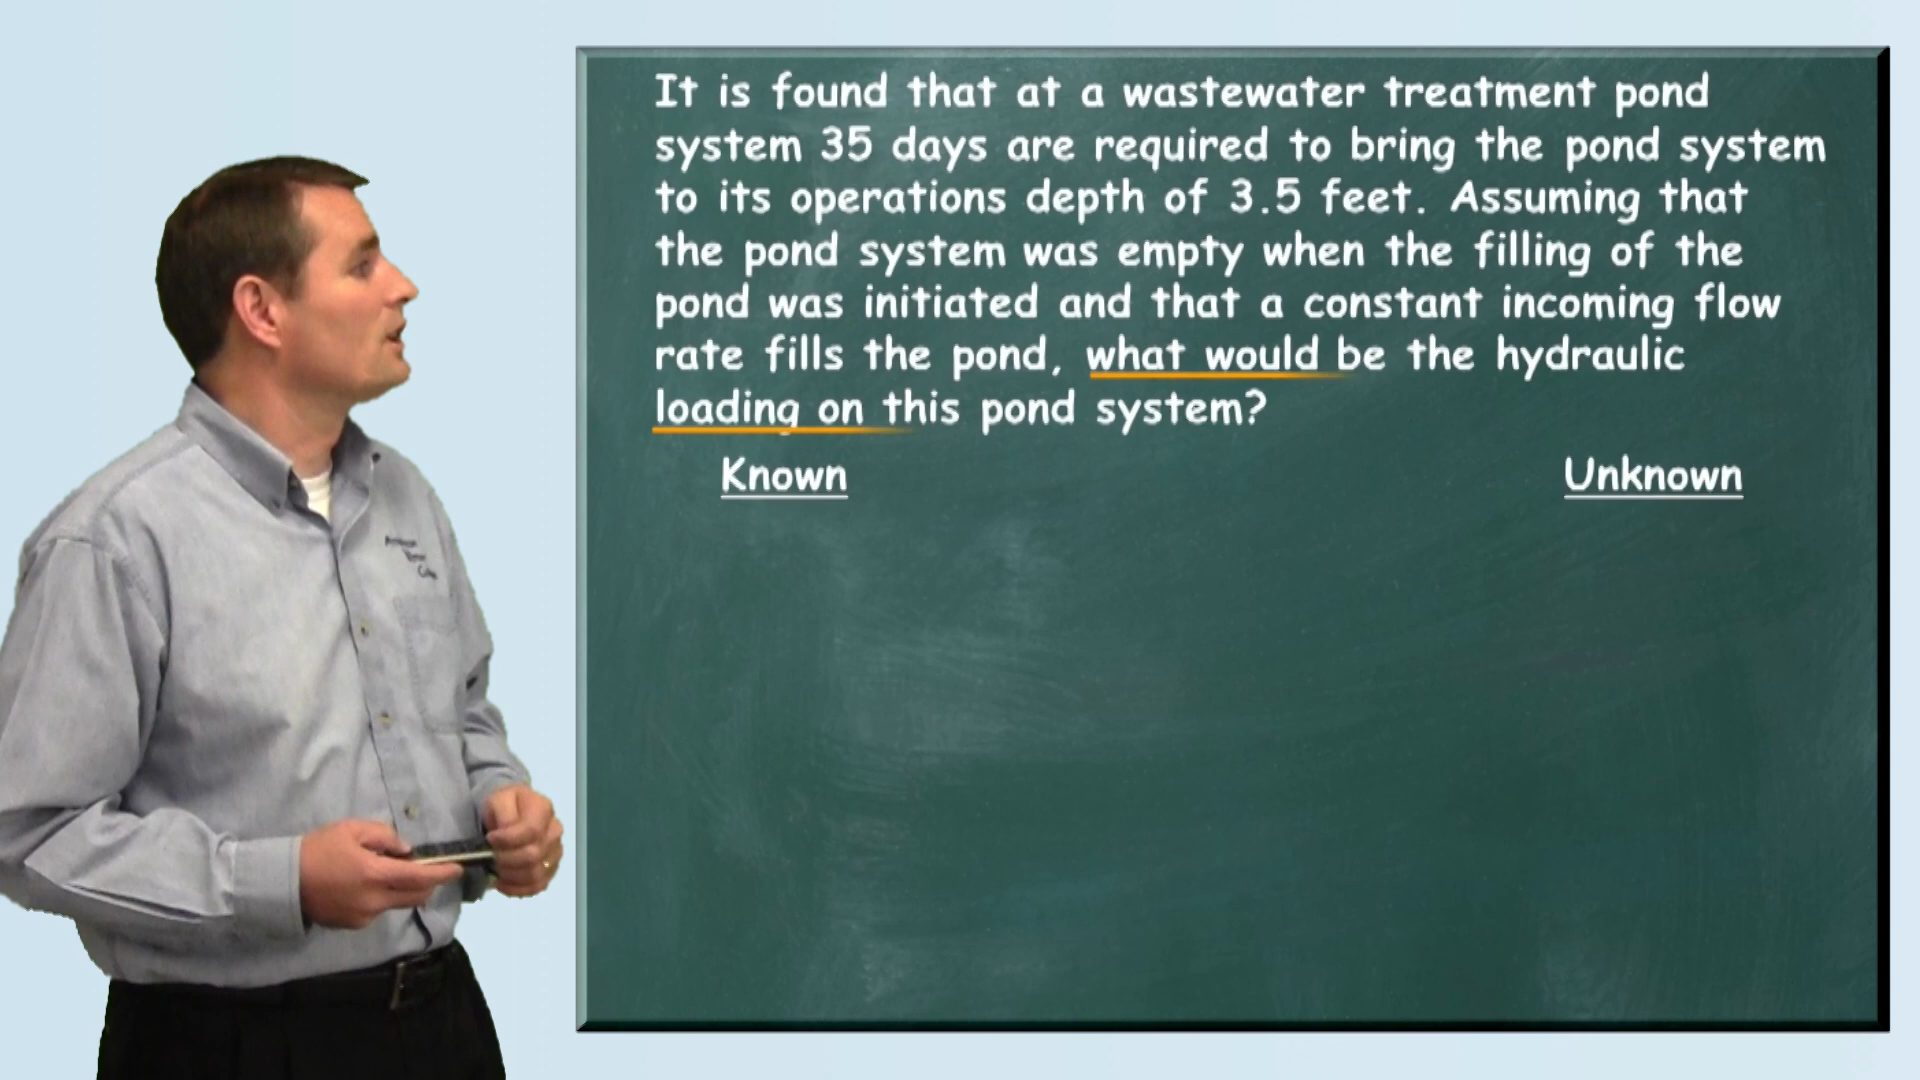 It is found that at a wastewater treatment pond
system 35 days are required to bring the pond system
to its operations depth of 3.5 feet. Assuming that
the pond system was empty when the filling of the
pond was initiated and that a constant incoming flow
rate fills the pond, what would be the hydraulic
loading on this pond system?
Known
Unknown